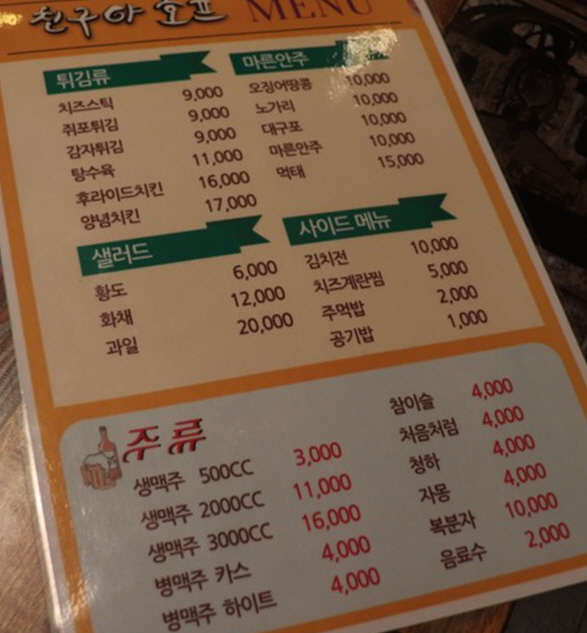 친구야 호프 MENU
튀김류
치즈스틱 9,000
쥐포튀김 9,000
감자튀김 9,000
탕수육 11,000
후라이드치킨 16,000
양념치킨 17,000
마른안주
오징어땅콩 10,000
노가리 10,000
대구포 10,000
마른안주 10,000
먹태 15,000
샐러드
황도 6,000
화채 12,000
과일 20,000
사이드 메뉴
김치전 10,000
치즈계란찜 5,000
주먹밥 2,000
공기밥 1,000
주류
생맥주 500CC 3,000
생맥주 2000CC 11,000
생맥주 3000CC 16,000
병맥주 카스 4,000
병맥주 하이트 4,000
참이슬 4,000
처음처럼 4,000
청하 4,000
자몽 4,000
복분자 10,000
음료수 2,000